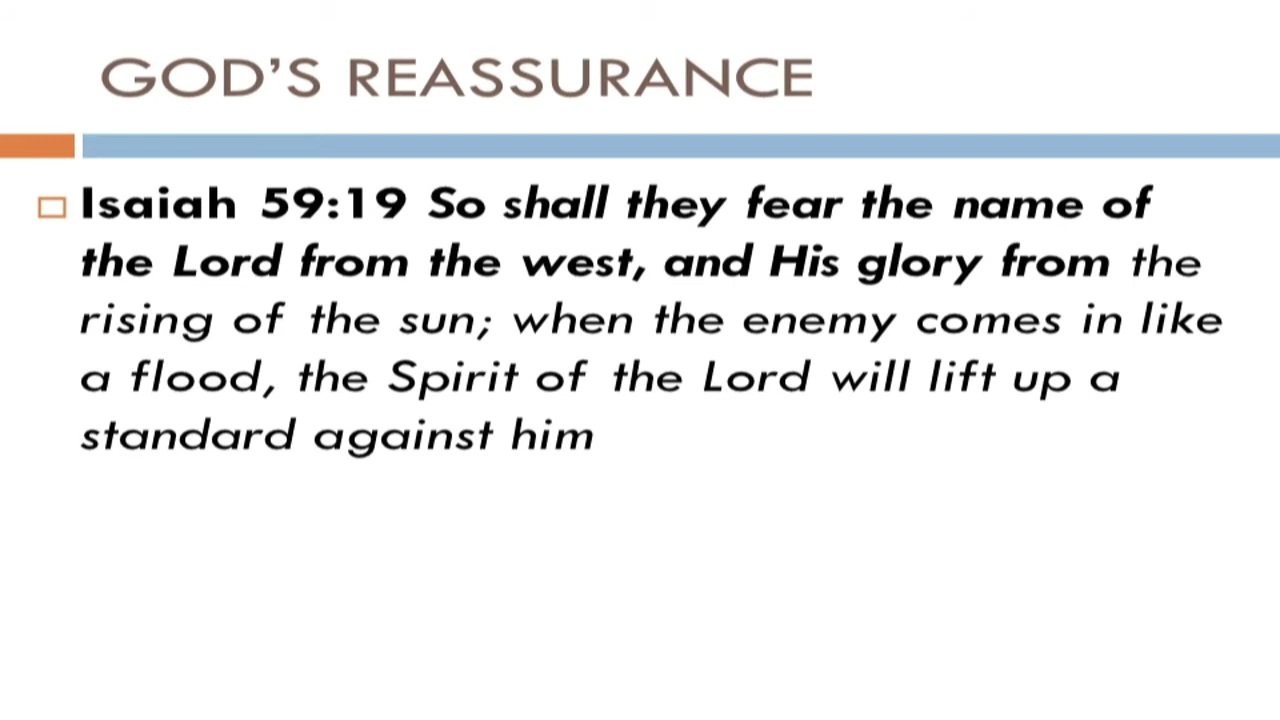 GOD’S REASSURANCE
Isaiah 59:19 So shall they fear the name of
the Lord from the west, and His glory from the
rising of the sun; when the enemy comes in like
a flood, the Spirit of the Lord will lift up a
standard against him